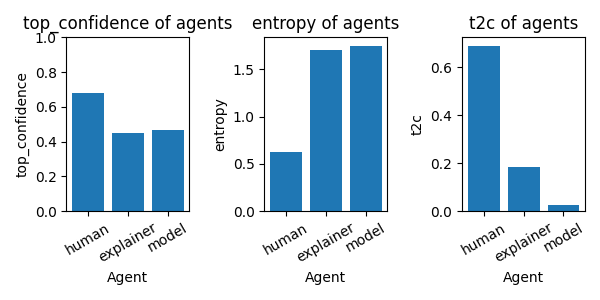 top_confidence of agents
1.0
0.8
0.6
0.4
0.2
0.0
top_confidence
human
explainer
model
Agent
entropy of agents
1.5
1.0
0.5
0.0
entropy
human
explainer
model
Agent
t2c of agents
0.6
0.4
0.2
0.0
t2c
human
explainer
model
Agent